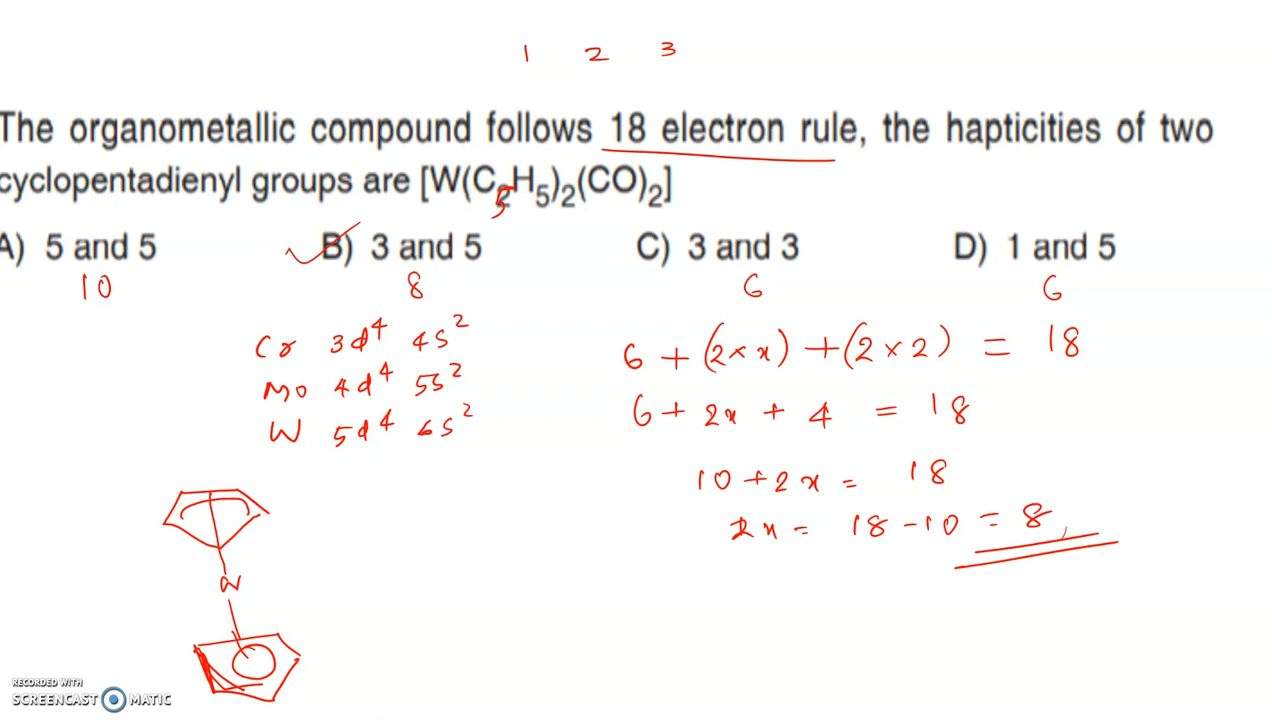 1 2 3
The organometallic compound follows 18 electron rule, the hapticities of two
cyclopentadienyl groups are [W(C₅H₅)₂(CO)₂]
A) 5 and 5 B) 3 and 5 C) 3 and 3 D) 1 and 5
10 8 6 6
Cr 3d⁴ 4s²
Mo 4d⁴ 5s²
W 5d⁴ 6s²
6 + (2 × x) + (2 × 2) = 18
6 + 2x + 4 = 18
10 + 2x = 18
2x = 18 - 10 = 8
W
RECORDED WITH
SCREENCAST MATIC